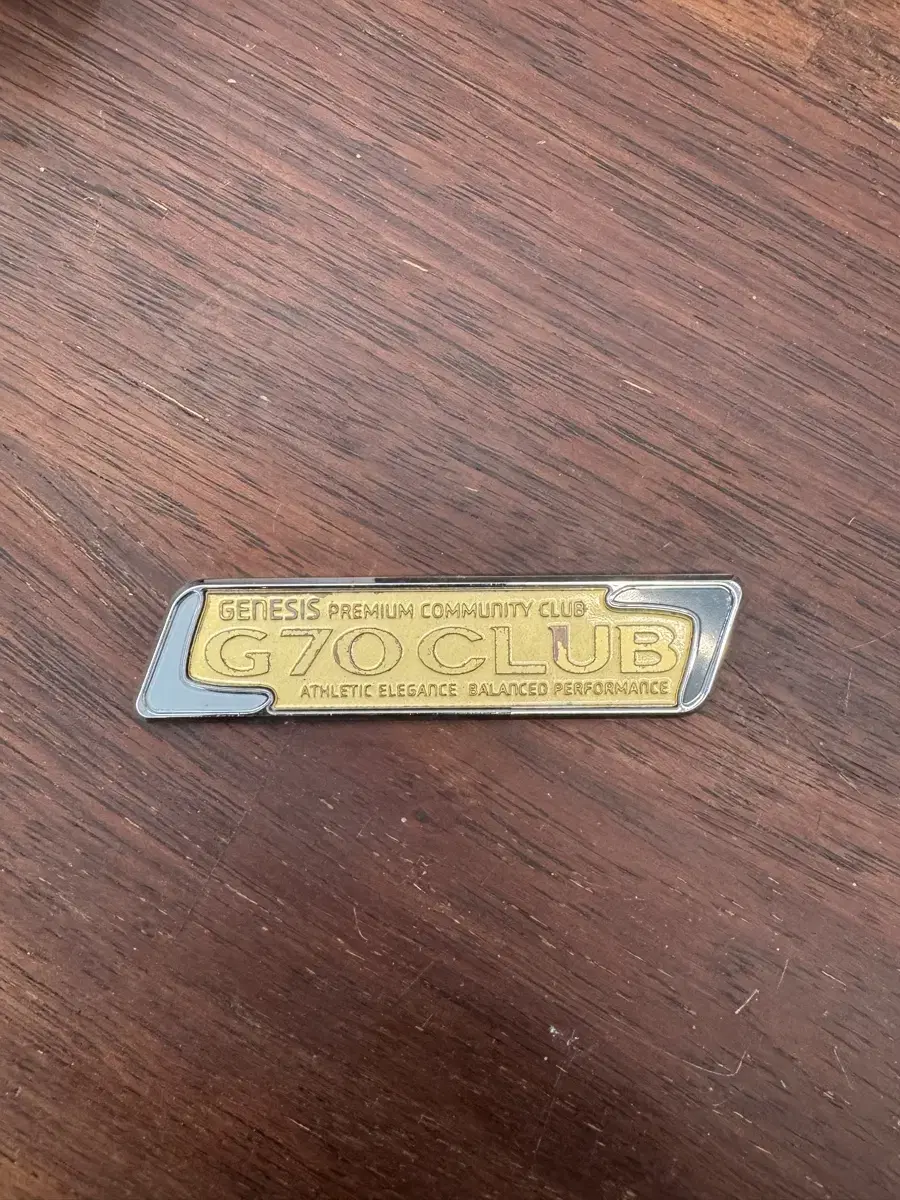 GENESIS PREMIUM COMMUNITY CLUB
G70 CLUB
ATHLETIC ELEGANCE BALANCED PERFORMANCE